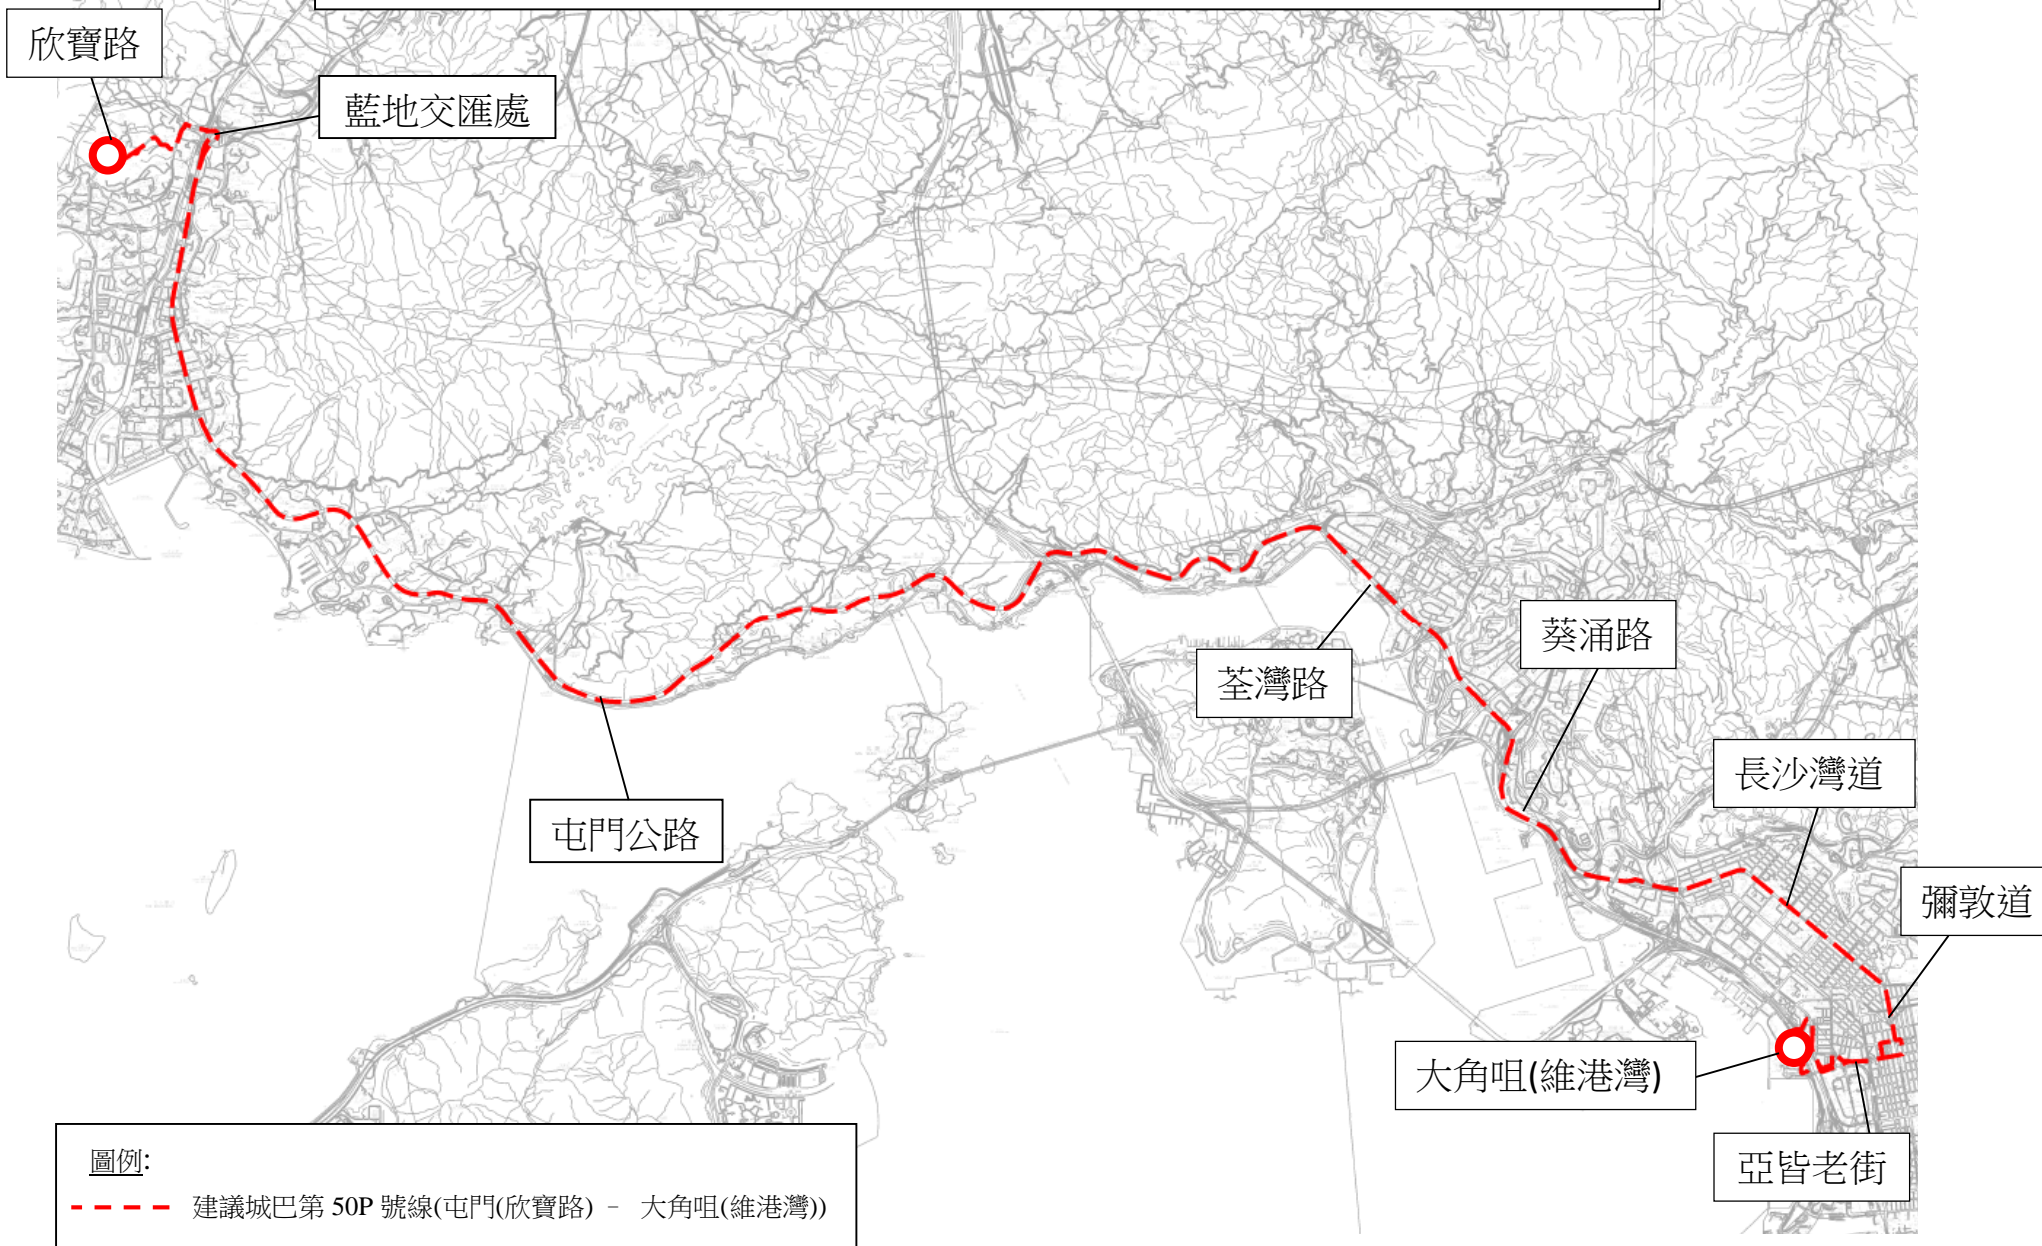 欣寶路
藍地交匯處
葵涌路
荃灣路
長沙灣道
屯門公路
彌敦道
大角咀(維港灣)
亞皆老街
圖例:
建議城巴第 50P 號線(屯門(欣寶路) - 大角咀(維港灣))